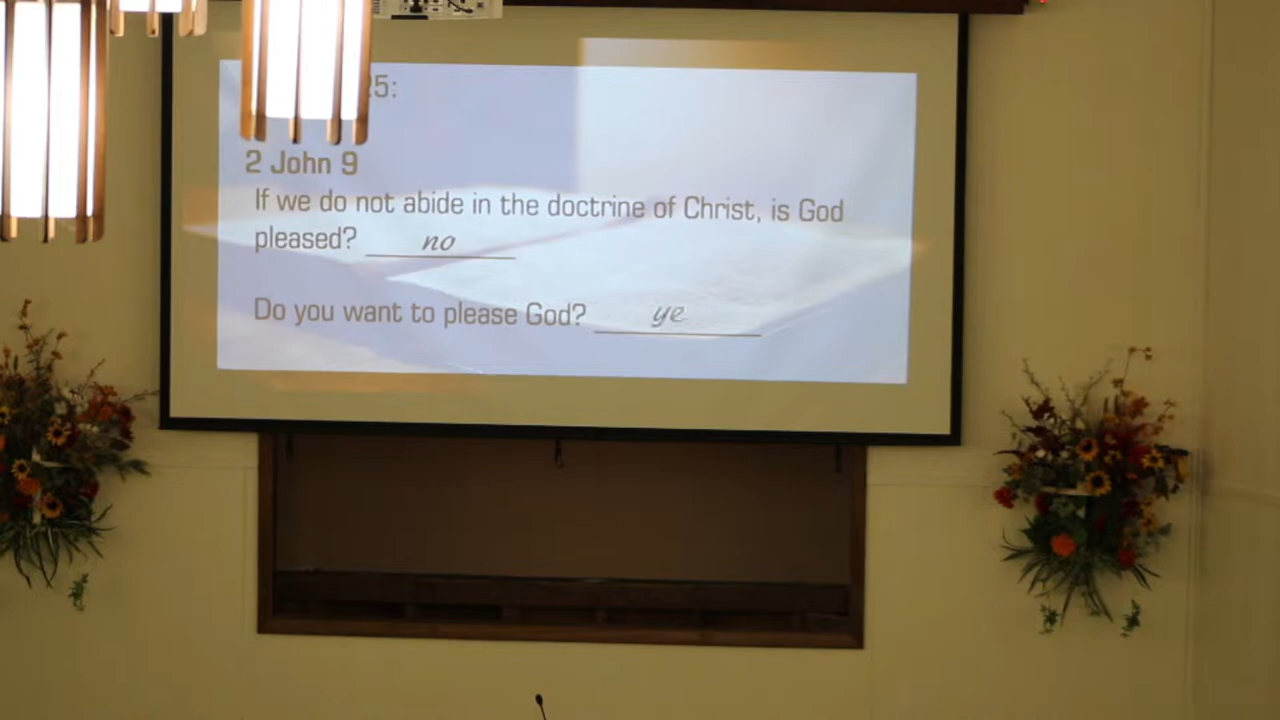 5:
2 John 9
If we do not abide in the doctrine of Christ, is God
pleased? no
Do you want to please God? ye